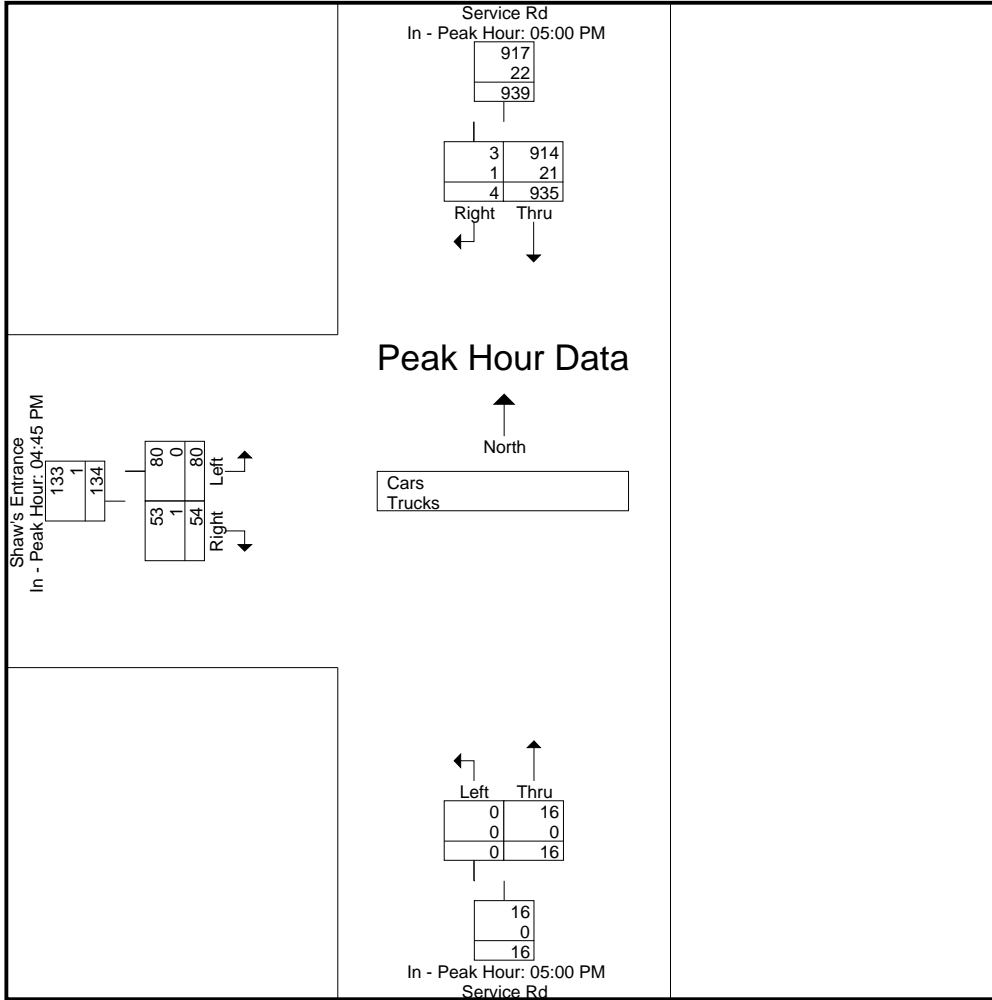 Service Rd
In - Peak Hour: 05:00 PM
917
22
939
3 914
1 21
4 935
Right Thru
Peak Hour Data
North
Cars
Trucks
Shaw's Entrance
In - Peak Hour: 04:45 PM
133
1
134
80
0
80
Left
53
1
54
Right
Left Thru
0 16
0 0
0 16
16
0
16
In - Peak Hour: 05:00 PM
Service Rd